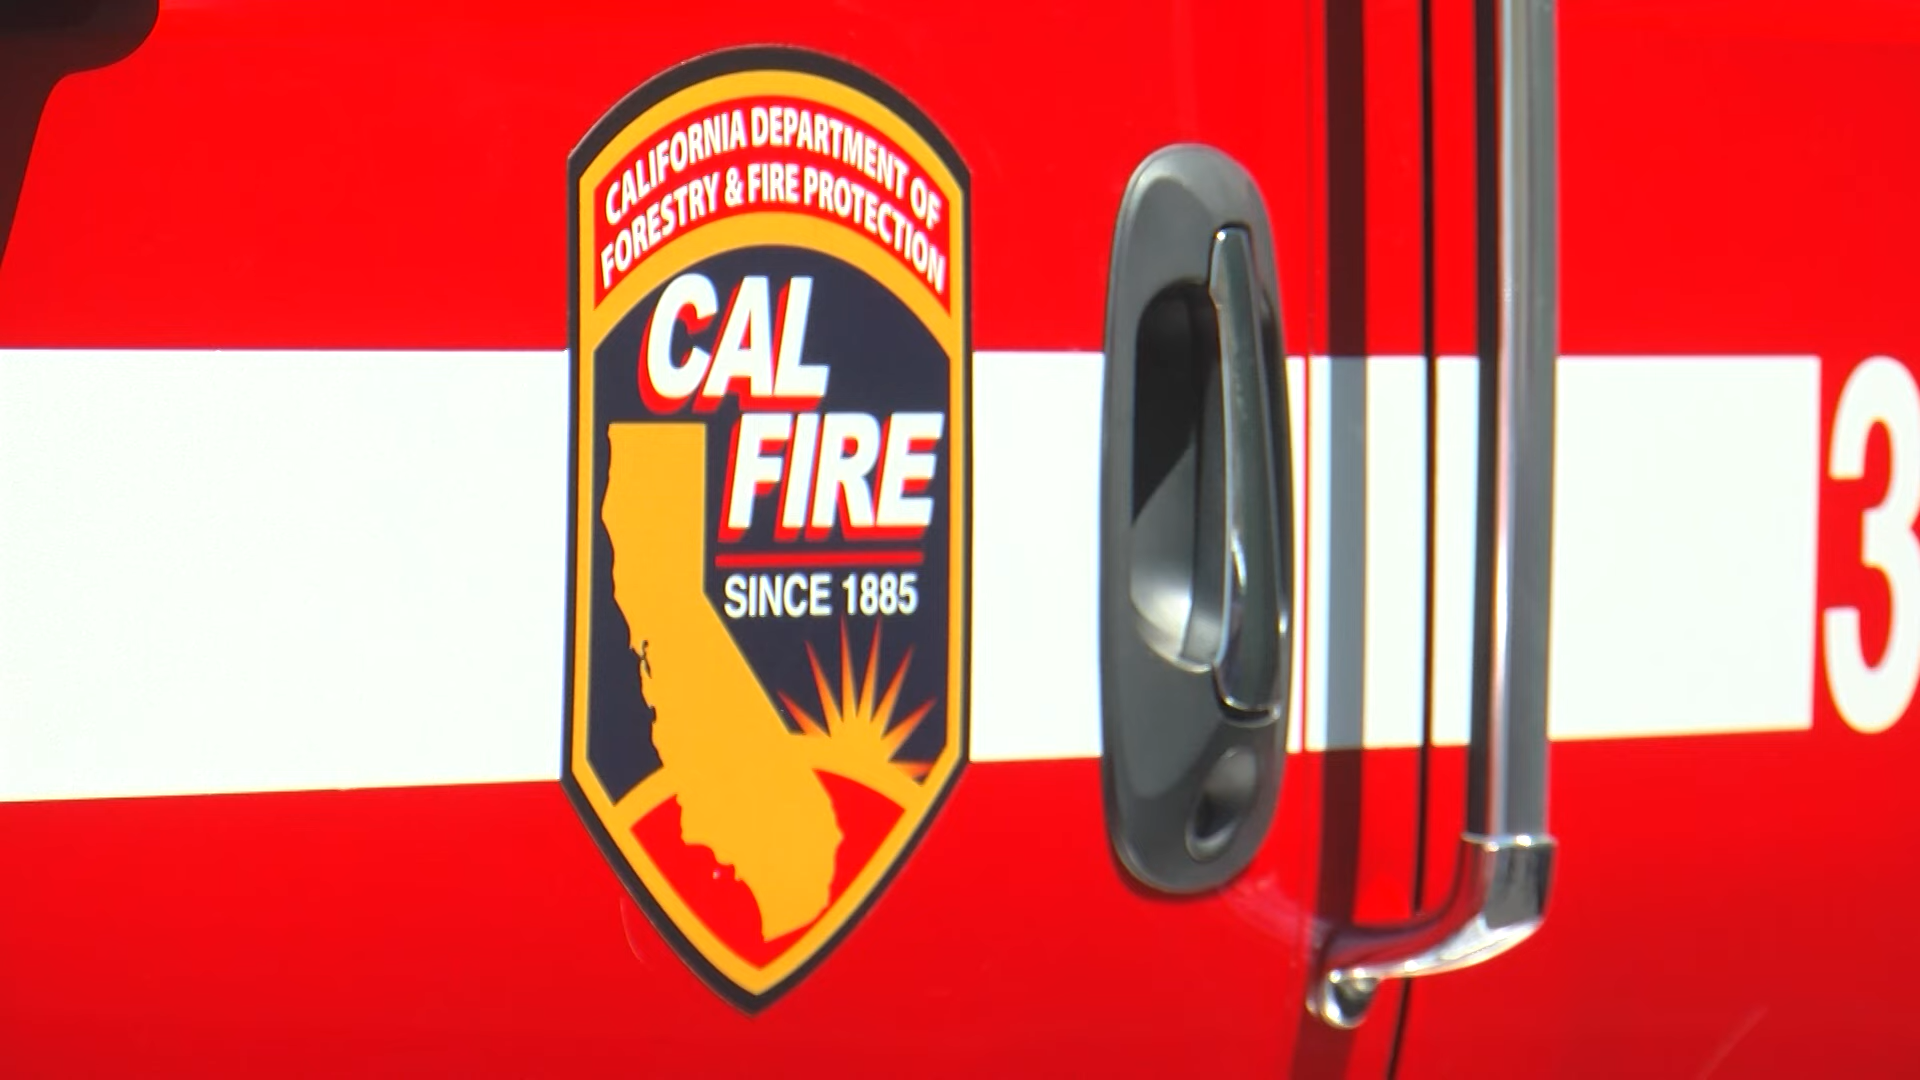 CALIFORNIA DEPARTMENT OF
FORESTRY & FIRE PROTECTION
CAL
FIRE
SINCE 1885
3